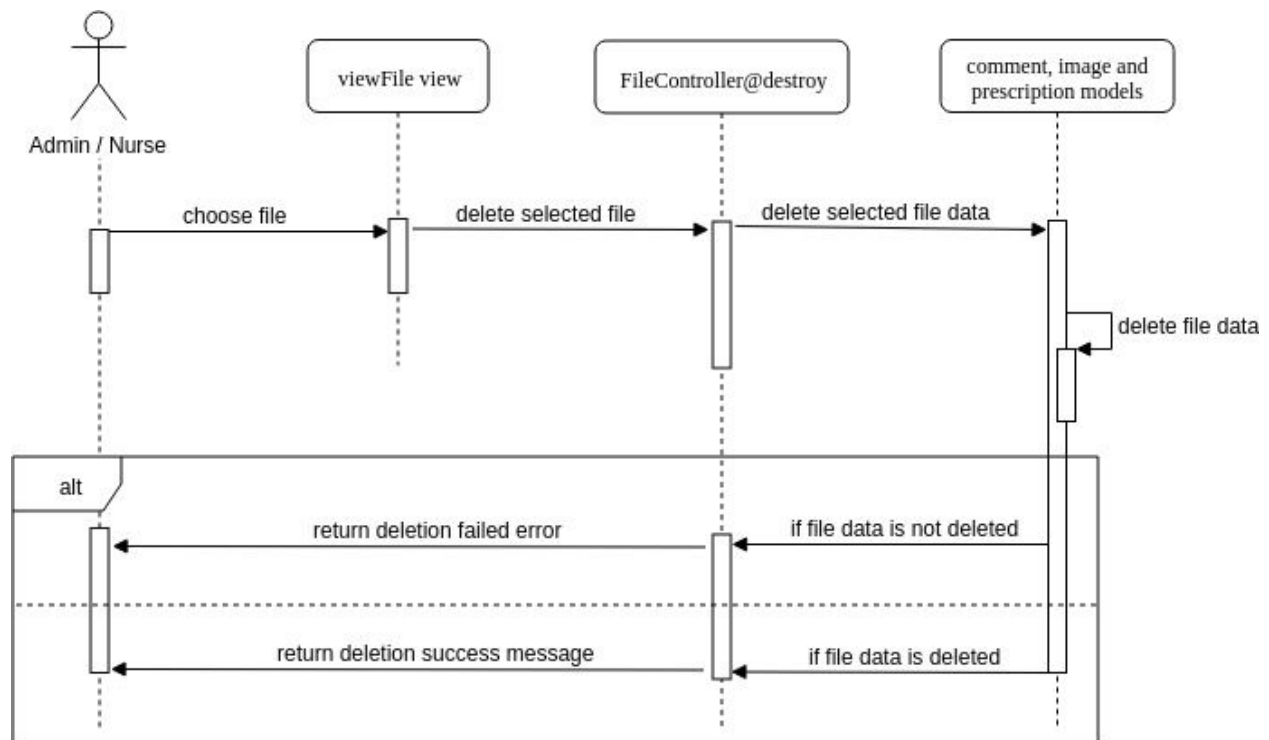 Admin / Nurse
viewFile view
FileController@destroy
comment, image and
prescription models
choose file
delete selected file
delete selected file data
delete file data
alt
return deletion failed error
if file data is not deleted
return deletion success message
if file data is deleted